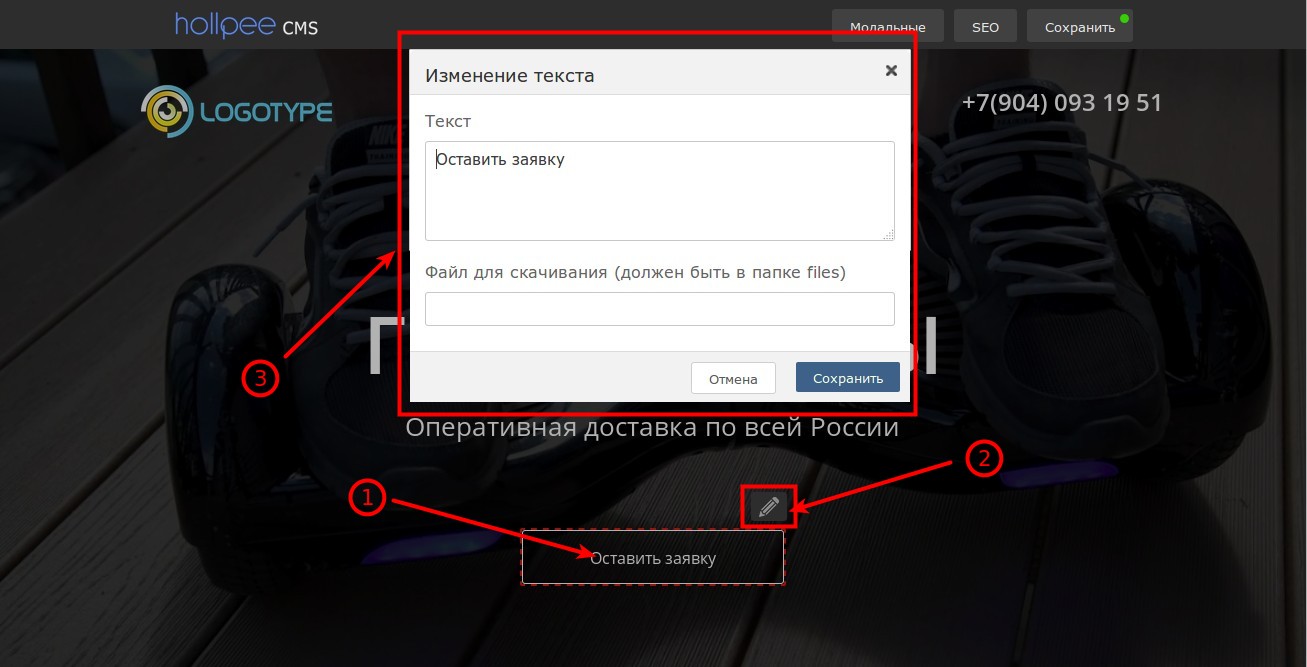 hollpee CMS
Модальные
SEO
Сохранить
LOGOTYPE
+7(904) 093 19 51
Изменение текста
Текст
Оставить заявку
Файл для скачивания (должен быть в папке files)
Отмена
Сохранить
3
Оперативная доставка по всей России
2
1
Оставить заявку